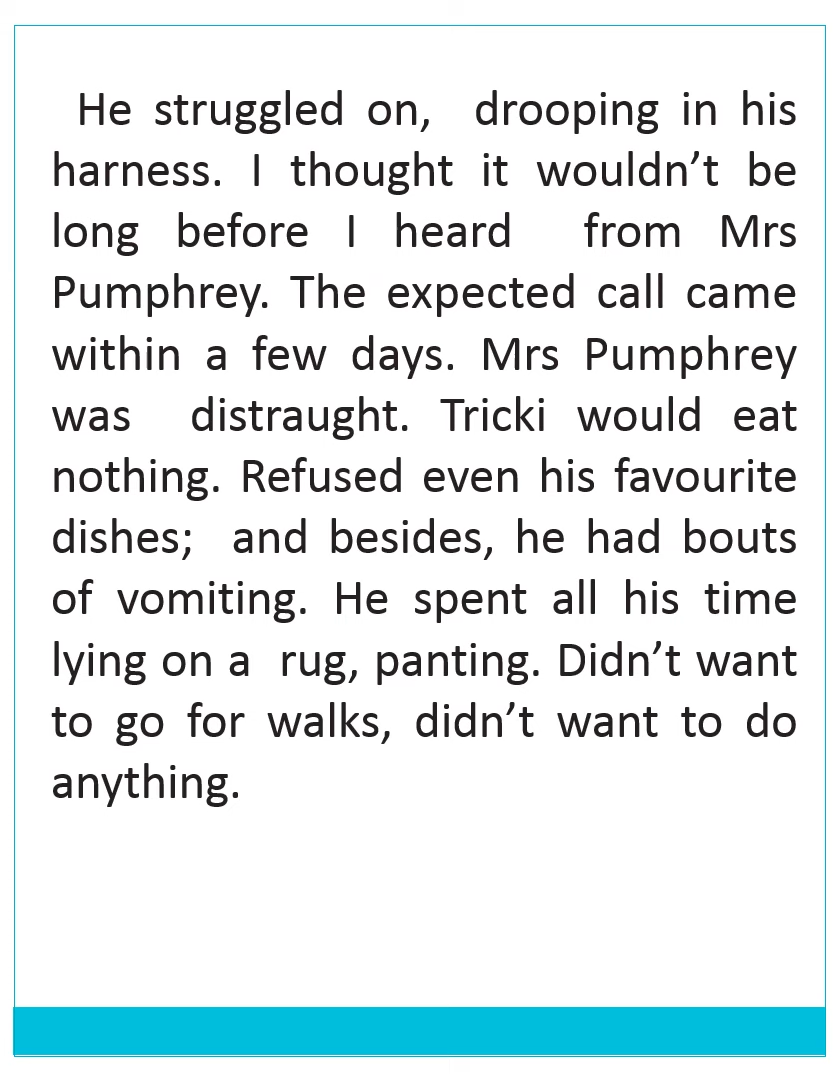 He struggled on, drooping in his
harness. I thought it wouldn’t be
long before I heard from Mrs
Pumphrey. The expected call came
within a few days. Mrs Pumphrey
was distraught. Tricki would eat
nothing. Refused even his favourite
dishes; and besides, he had bouts
of vomiting. He spent all his time
lying on a rug, panting. Didn’t want
to go for walks, didn’t want to do
anything.